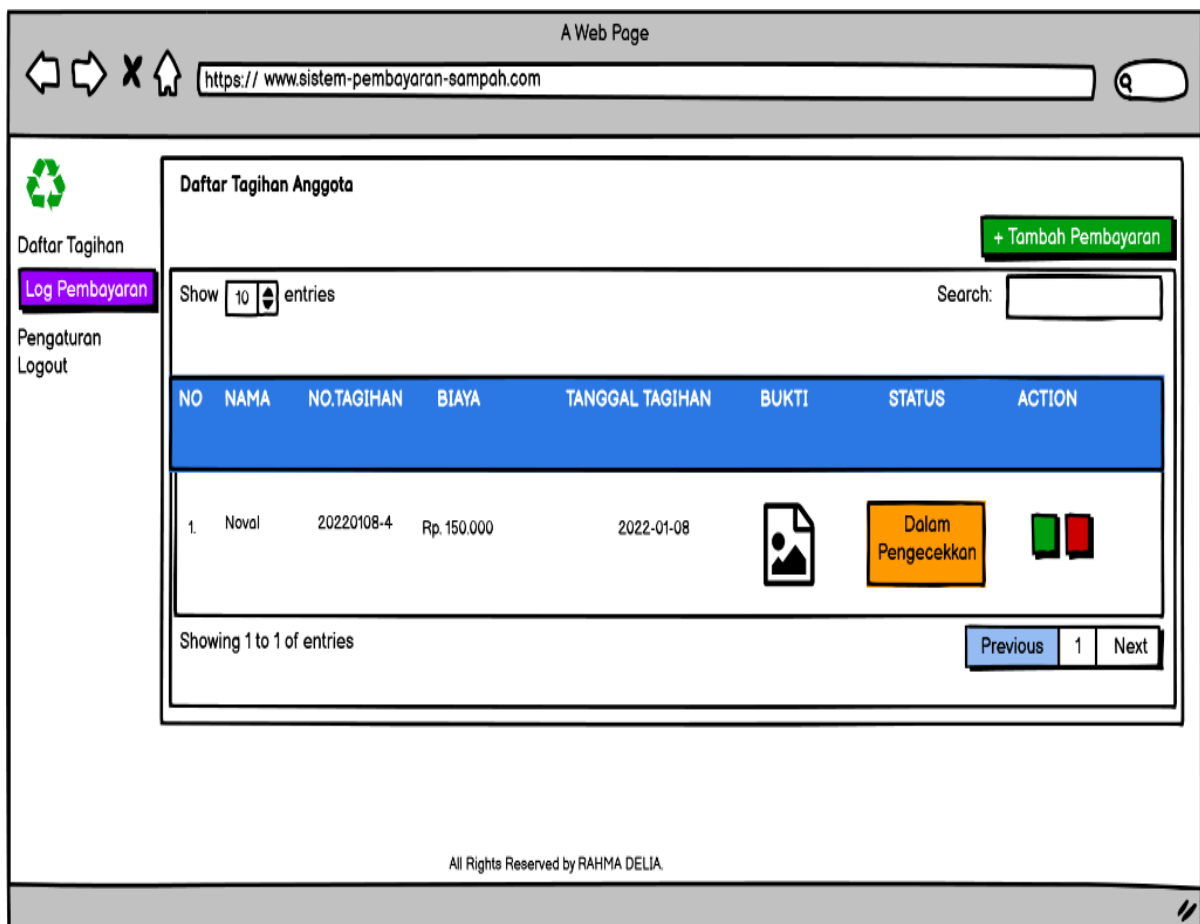 A Web Page
https:// www.sistem-pembayaran-sampah.com
Daftar Tagihan
Log Pembayaran
Pengaturan
Logout
Daftar Tagihan Anggota
+ Tambah Pembayaran
Show 10 entries
Search:
NO NAMA NO.TAGIHAN BIAYA TANGGAL TAGIHAN BUKTI STATUS ACTION
1. Noval 20220108-4 Rp. 150.000 2022-01-08 Dalam
Pengecekkan
Showing 1 to 1 of entries
Previous 1 Next
All Rights Reserved by RAHMA DELIA.